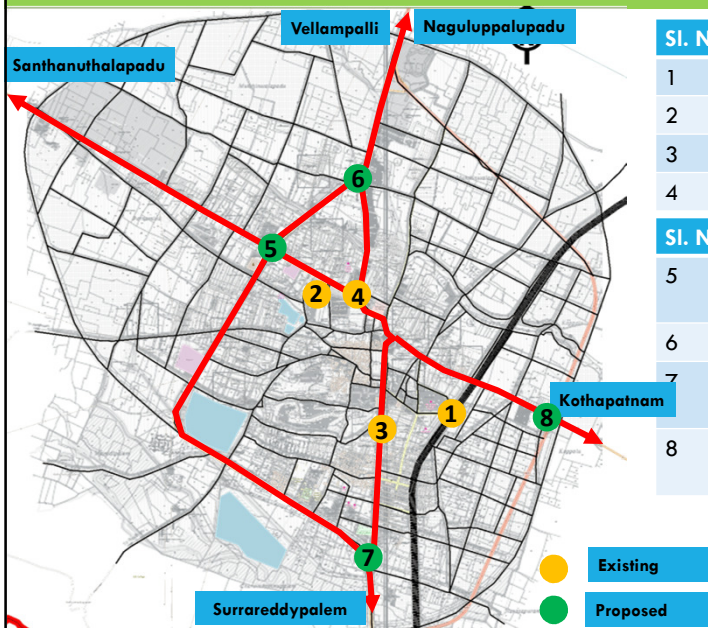 Vellampalli
Naguluppalupadu
Santhanuthalapadu
Sl. N
1
2
3
4
Sl. N
5
6
7
8
6
5
2
4
Kothapatnam
1
8
3
7
Existing
Surrareddypalem
Proposed